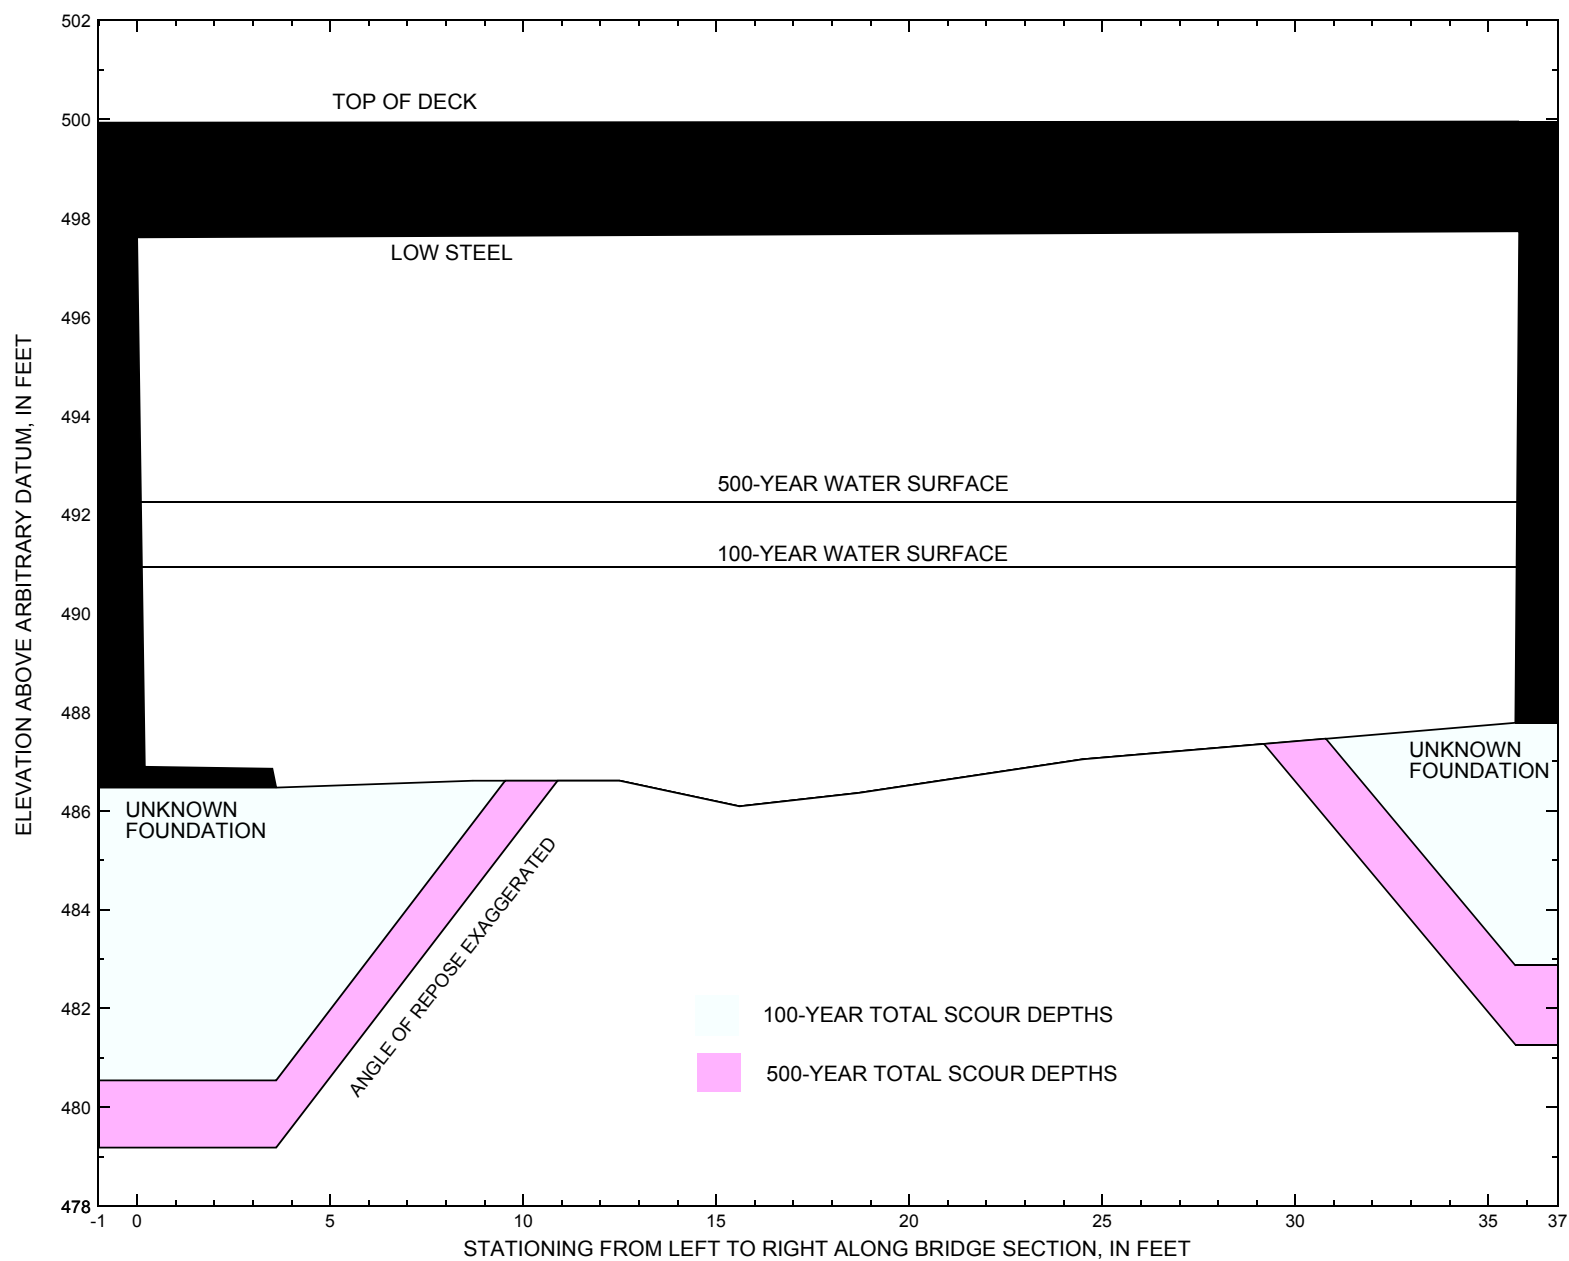 502
TOP OF DECK
500
498
LOW STEEL
496
494
500-YEAR WATER SURFACE
492
100-YEAR WATER SURFACE
490
488
UNKNOWN
FOUNDATION
486
UNKNOWN
FOUNDATION
484
ANGLE OF REPOSE EXAGGERATED
482
100-YEAR TOTAL SCOUR DEPTHS
500-YEAR TOTAL SCOUR DEPTHS
480
478
ELEVATION ABOVE ARBITRARY DATUM, IN FEET
-1 0 5 10 15 20 25 30 35 37
STATIONING FROM LEFT TO RIGHT ALONG BRIDGE SECTION, IN FEET